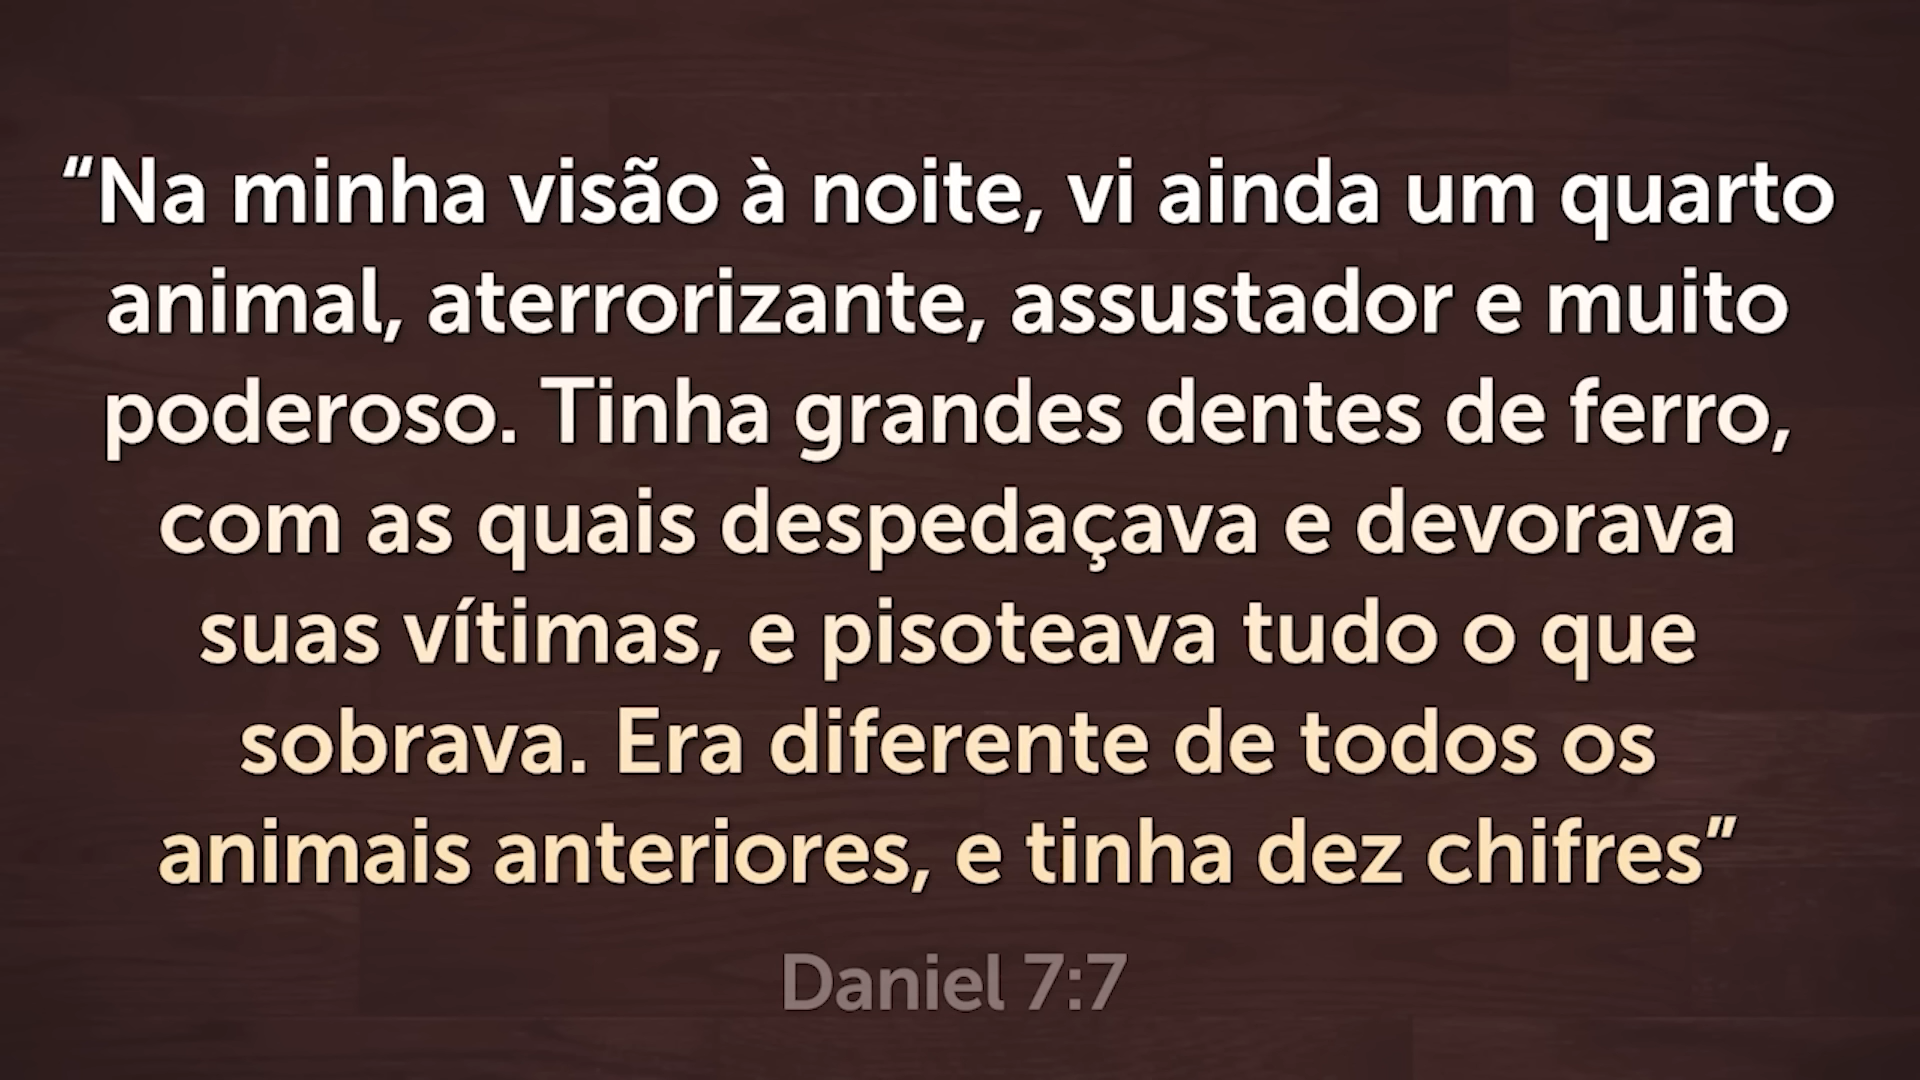 “Na minha visão à noite, vi ainda um quarto
animal, aterrorizante, assustador e muito
poderoso. Tinha grandes dentes de ferro,
com as quais despedaçava e devorava
suas vítimas, e pisoteava tudo o que
sobrava. Era diferente de todos os
animais anteriores, e tinha dez chifres”
Daniel 7:7